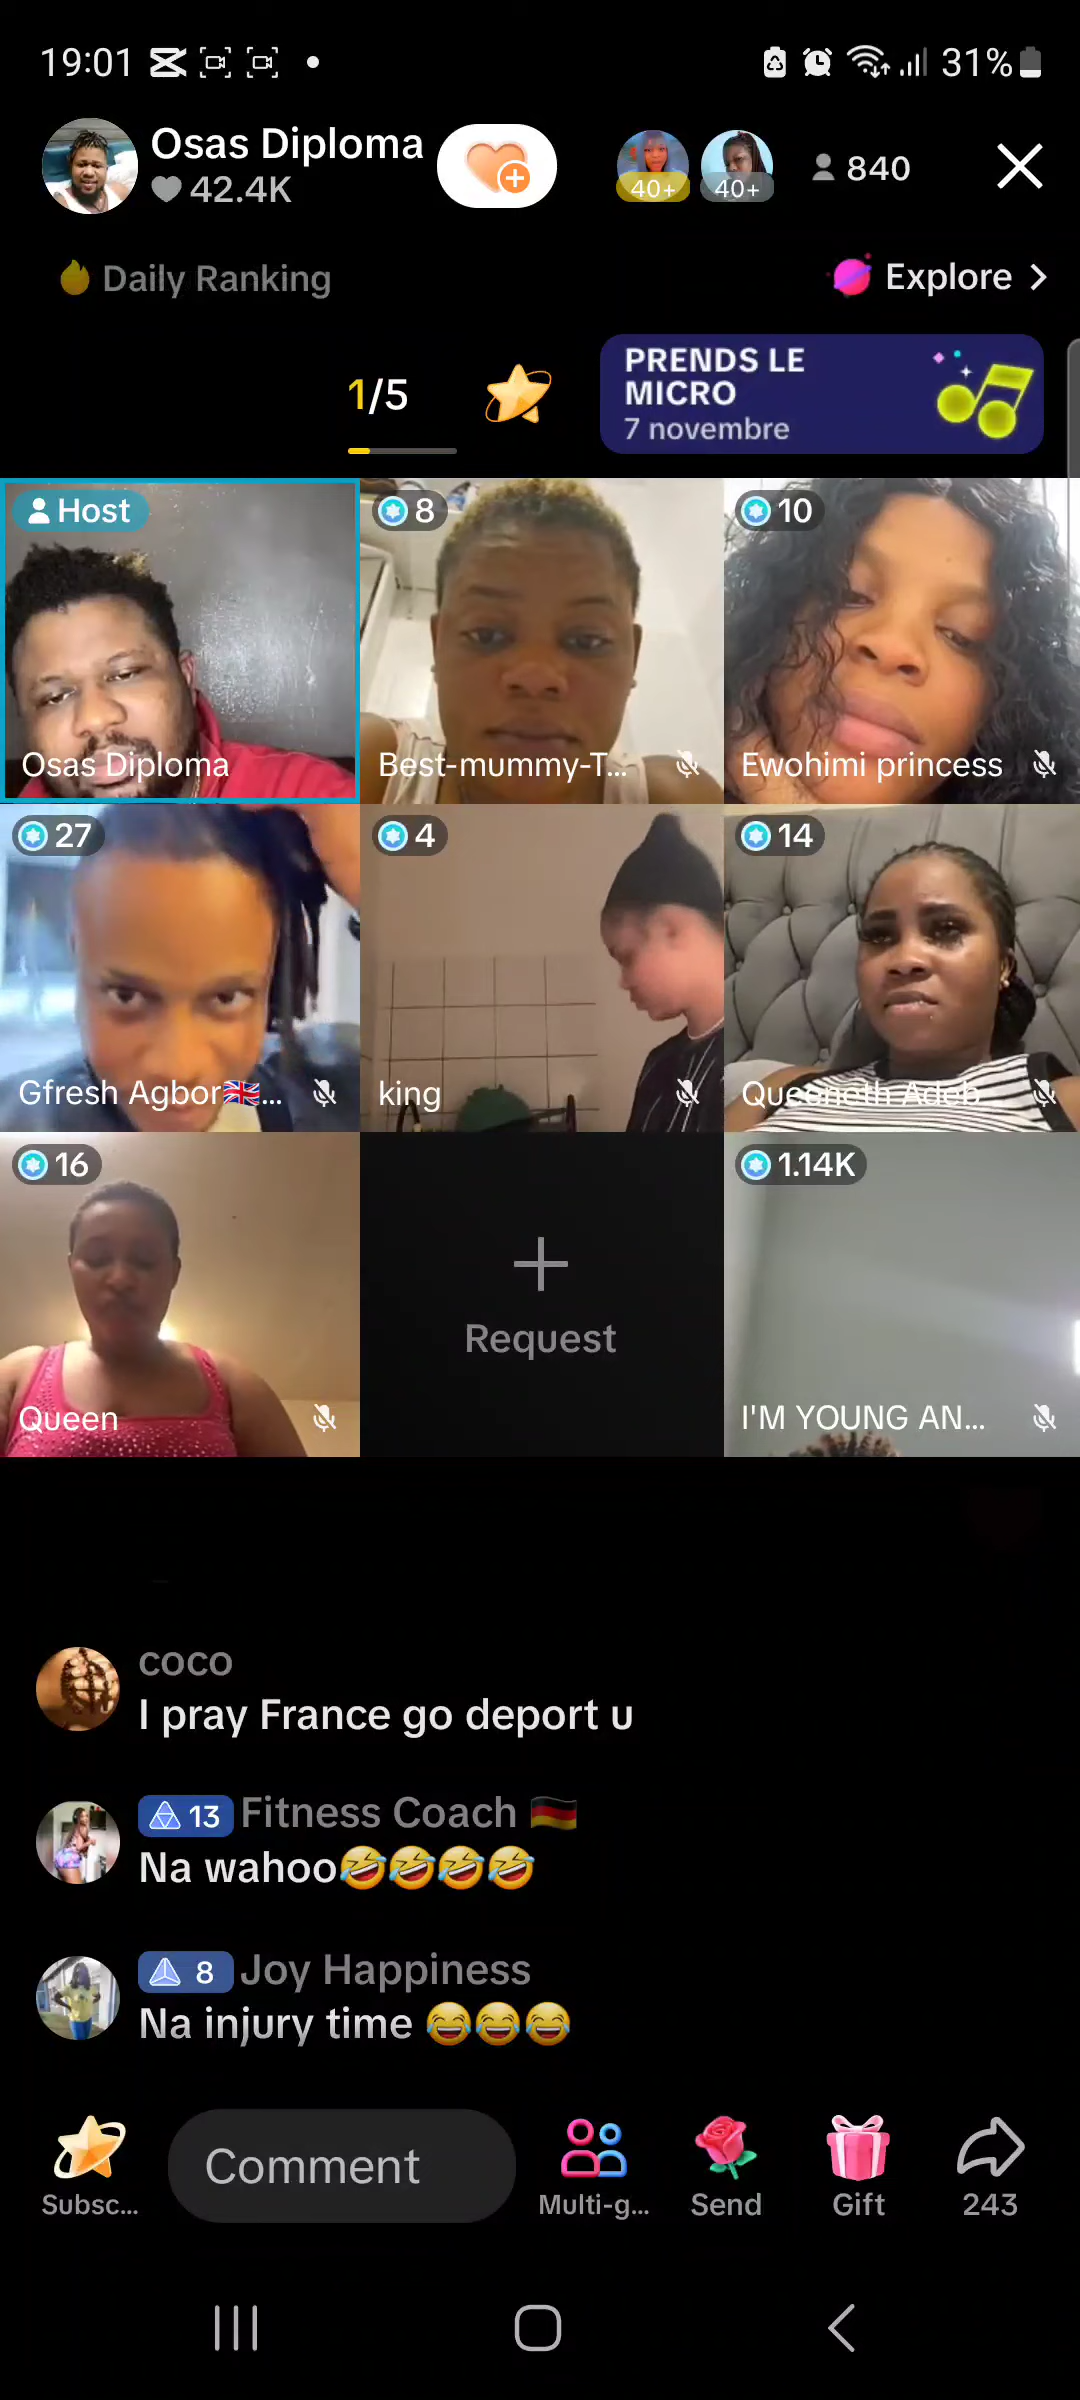 19:01
31%
Osas Diploma
42.4K
40+
40+
840
Daily Ranking
Explore
1/5
PRENDS LE
MICRO
7 novembre
Host
8
10
Osas Diploma
Best-mummy-T...
Ewohimi princess
27
4
14
Gfresh Agbor🇬🇧...
king
Queeneth Adeb...
16
1.14K
Request
Queen
I'M YOUNG AN...
coco
I pray France go deport u
13 Fitness Coach 🇩🇪
Na wahoo🤣🤣🤣🤣
8 Joy Happiness
Na injury time 😂😂😂
Comment
Subsc...
Multi-g...
Send
Gift
243